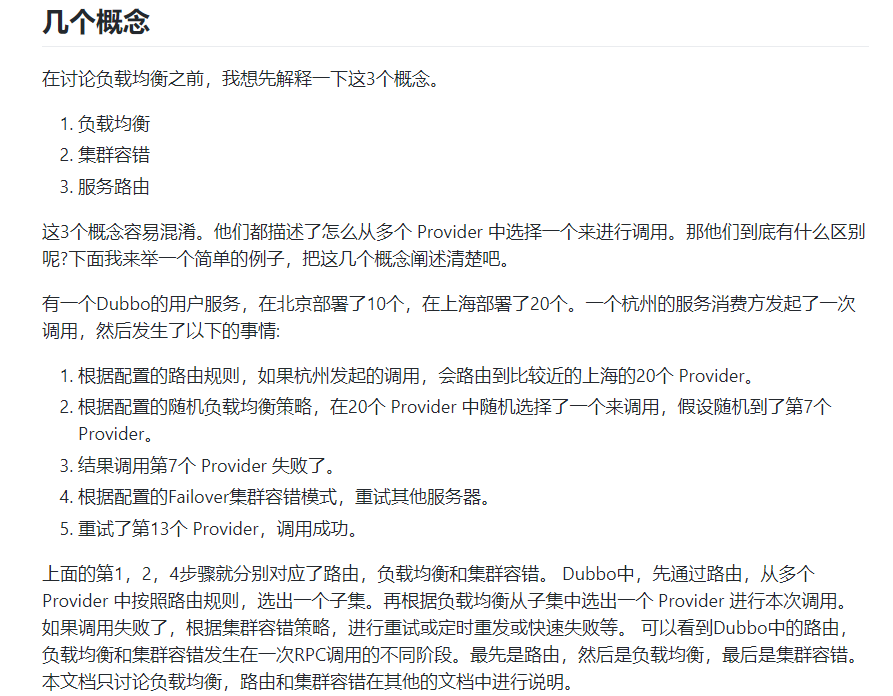 几个概念
在讨论负载均衡之前，我想先解释一下这3个概念。
1. 负载均衡
2. 集群容错
3. 服务路由
这3个概念容易混淆。他们都描述了怎么从多个 Provider 中选择一个来进行调用。那他们到底有什么区别
呢?下面我来举一个简单的例子，把这几个概念阐述清楚吧。
有一个Dubbo的用户服务，在北京部署了10个，在上海部署了20个。一个杭州的服务消费方发起了一次
调用，然后发生了以下的事情:
1. 根据配置的路由规则，如果杭州发起的调用，会路由到比较近的上海的20个 Provider。
2. 根据配置的随机负载均衡策略，在20个 Provider 中随机选择了一个来调用，假设随机到了第7个
Provider。
3. 结果调用第7个 Provider 失败了。
4. 根据配置的Failover集群容错模式，重试其他服务器。
5. 重试了第13个 Provider，调用成功。
上面的第1，2，4步骤就分别对应了路由，负载均衡和集群容错。 Dubbo中，先通过路由，从多个
Provider 中按照路由规则，选出一个子集。再根据负载均衡从子集中选出一个 Provider 进行本次调用。
如果调用失败了，根据集群容错策略，进行重试或定时重发或快速失败等。 可以看到Dubbo中的路由，
负载均衡和集群容错发生在一次RPC调用的不同阶段。最先是路由，然后是负载均衡，最后是集群容错。
本文档只讨论负载均衡，路由和集群容错在其他的文档中进行说明。